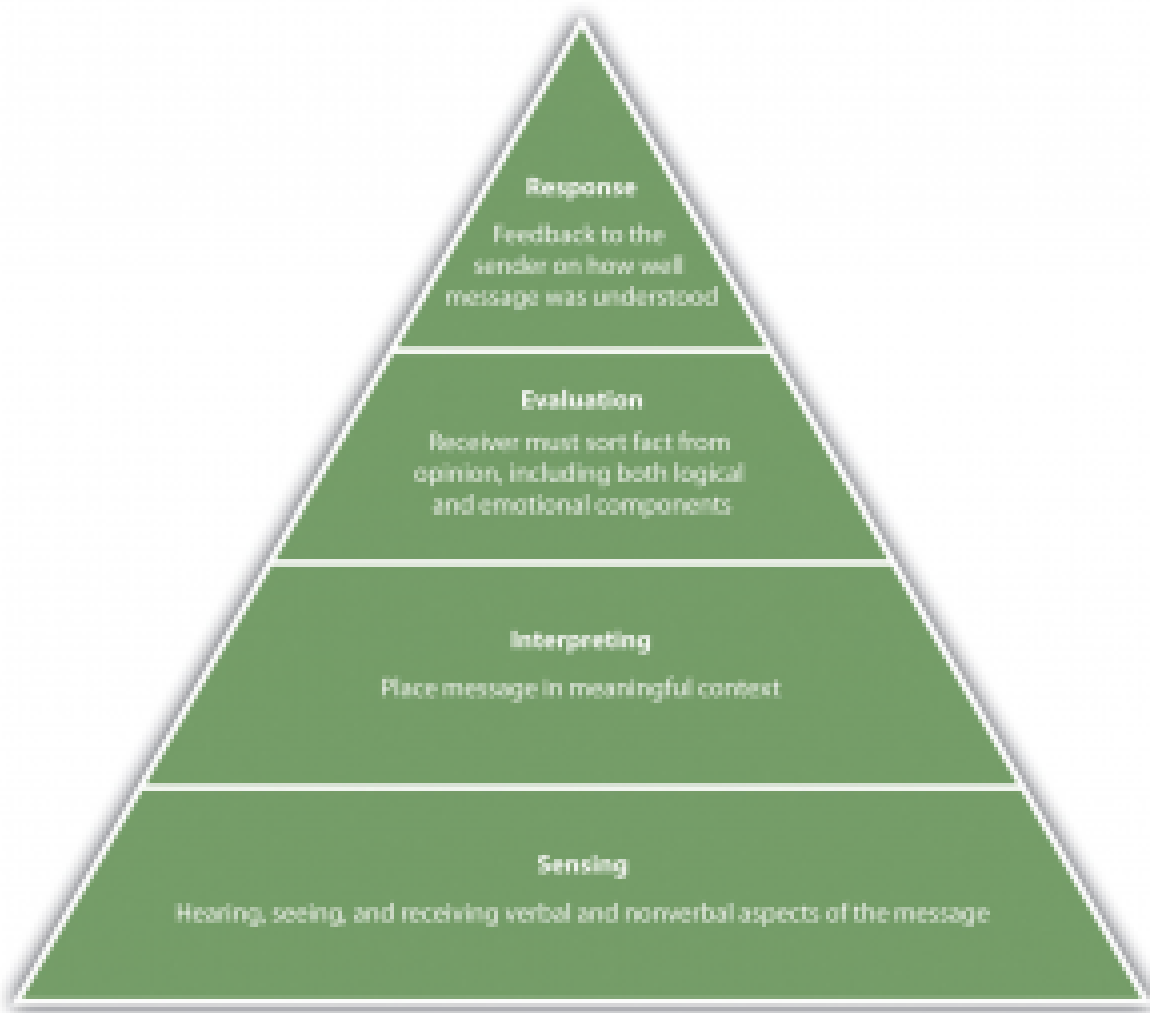 Response
Feedback to the
sender on how well
message was understood
Evaluation
Receiver must sort fact from
opinion, including both logical
and emotional components
Interpreting
Place message in meaningful context
Sensing
Hearing, seeing, and receiving verbal and nonverbal aspects of the message